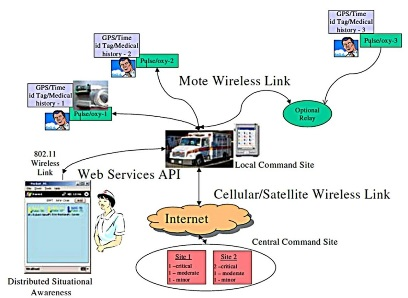 GPS/Time
id Tag/Medical
history - 2
Pulse/oxy-2
GPS/Time
id Tag/Medical
history - 3
Pulse/oxy-3
GPS/Time
id Tag/Medical
history - 1
Pulse/oxy-1
Mote Wireless Link
Optional
Relay
802.11
Wireless
Link
Local Command Site
Web Services API
Cellular/Satellite Wireless Link
Internet
Central Command Site
Site 1
1 –critical
1 – moderate
1 - minor
Site 2
2 –critical
1 – moderate
1 - minor
Distributed Situational
Awareness